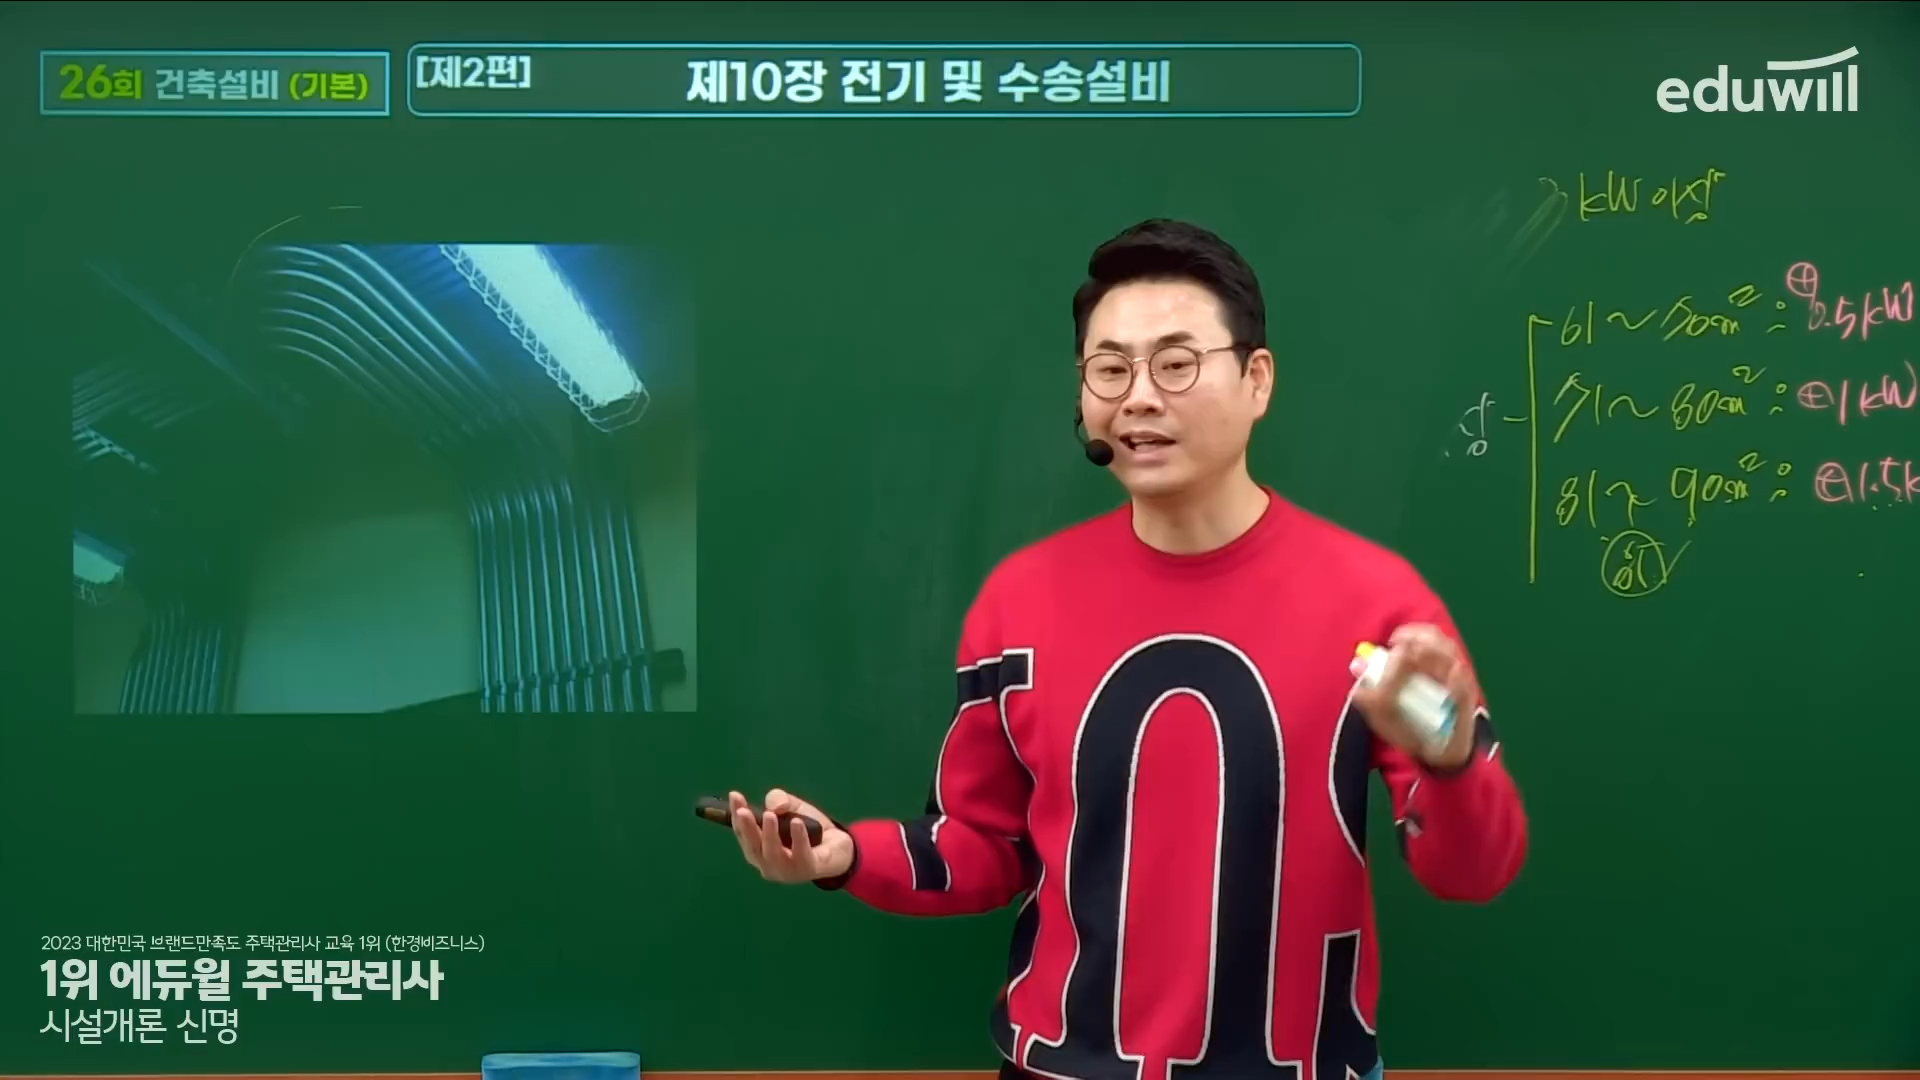 26회 건축설비 (기본)
[제2편]
제10장 전기 및 수송설비
eduwill
kW 이상
61~70m² : ⊕0.5kW
상
71~80m² : ⊕1kW
81~90m² : ⊕1.5k
2023 대한민국 브랜드만족도 주택관리사 교육 1위 (한경비즈니스)
1위 에듀윌 주택관리사
시설개론 신명